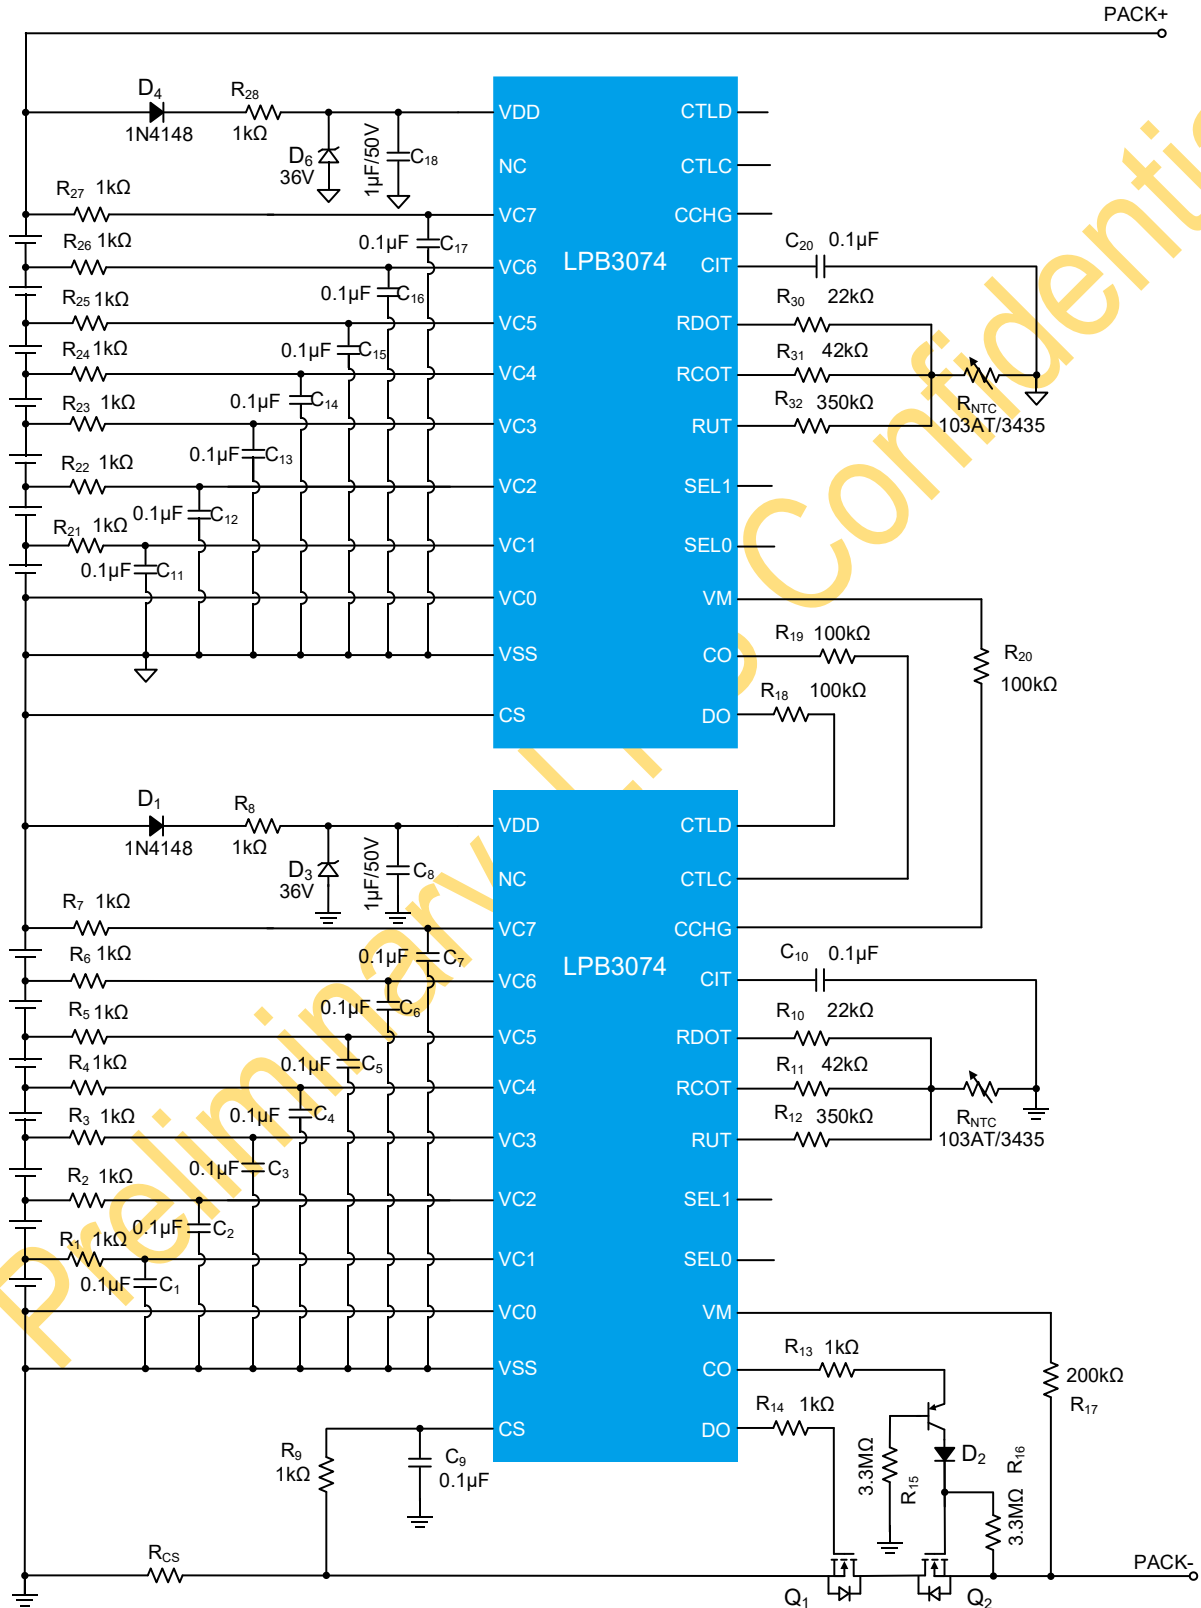 PACK+
D4
1N4148
R28
1kΩ
D6
36V
1µF/50V
C18
R27 1kΩ
R26 1kΩ
R25 1kΩ
R24 1kΩ
R23 1kΩ
R22 1kΩ
R21 1kΩ
0.1µF C17
0.1µF C16
0.1µF C15
0.1µF C14
0.1µF C13
0.1µF C12
0.1µF C11
VDD
NC
VC7
VC6
VC5
VC4
VC3
VC2
VC1
VC0
VSS
CS
LPB3074
CTLD
CTLC
CCHG
CIT
RDOT
RCOT
RUT
SEL1
SEL0
VM
CO
DO
C20 0.1µF
R30 22kΩ
R31 42kΩ
R32 350kΩ
RNTC
103AT/3435
R19 100kΩ
R18 100kΩ
R20
100kΩ
D1
1N4148
R8
1kΩ
D3
36V
1µF/50V
C8
R7 1kΩ
R6 1kΩ
R5 1kΩ
R4 1kΩ
R3 1kΩ
R2 1kΩ
R1 1kΩ
0.1µF C7
0.1µF C6
0.1µF C5
0.1µF C4
0.1µF C3
0.1µF C2
0.1µF C1
VDD
NC
VC7
VC6
VC5
VC4
VC3
VC2
VC1
VC0
VSS
CS
LPB3074
CTLD
CTLC
CCHG
CIT
RDOT
RCOT
RUT
SEL1
SEL0
VM
CO
DO
C10 0.1µF
R10 22kΩ
R11 42kΩ
R12 350kΩ
RNTC
103AT/3435
R13 1kΩ
R14 1kΩ
200kΩ
R17
R9
1kΩ
C9
0.1µF
3.3MΩ
R15
D2
3.3MΩ R16
RCS
Q1
Q2
PACK-
Preliminary
Confidential